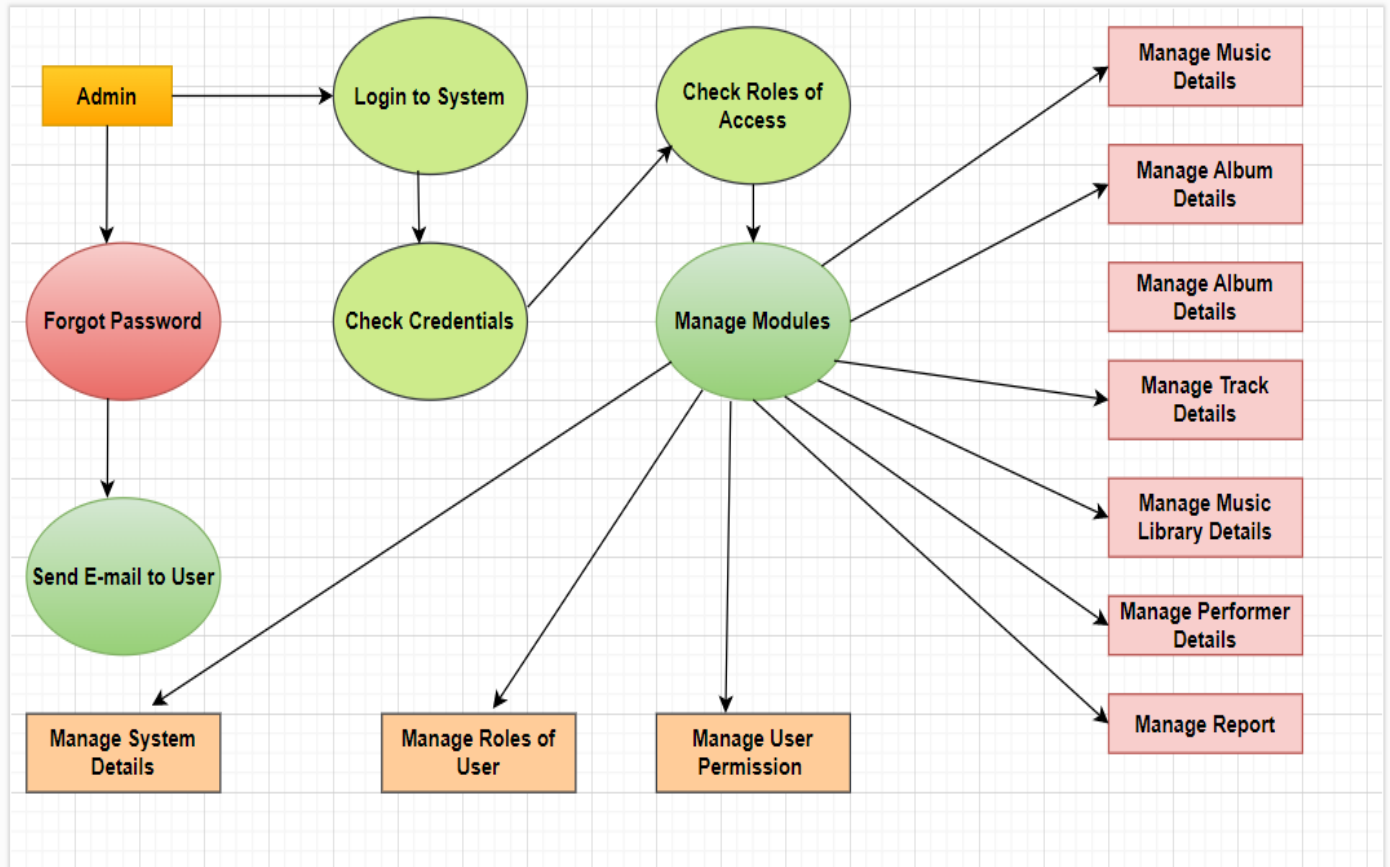 Admin
Login to System
Check Roles of
Access
Manage Music
Details
Manage Album
Details
Manage Album
Details
Forgot Password
Check Credentials
Manage Modules
Manage Track
Details
Manage Music
Library Details
Send E-mail to User
Manage Performer
Details
Manage Report
Manage System
Details
Manage Roles of
User
Manage User
Permission